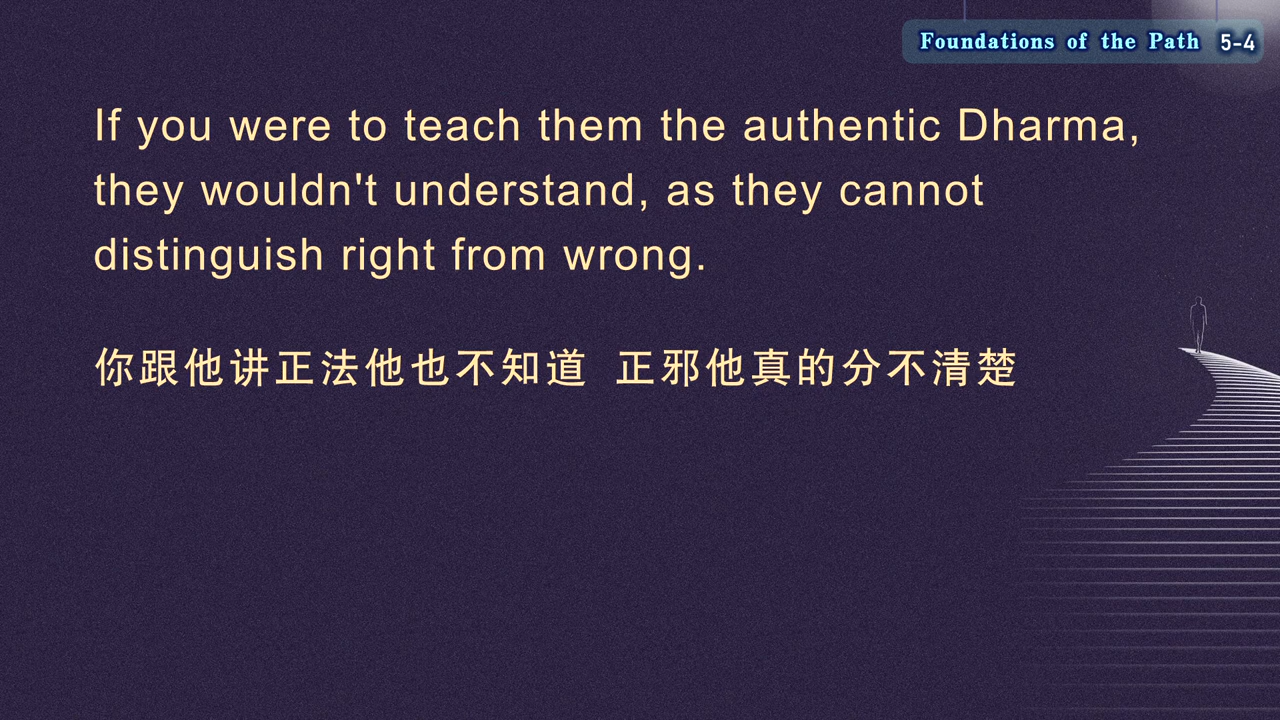 Foundations of the Path 5-4
If you were to teach them the authentic Dharma,
they wouldn't understand, as they cannot
distinguish right from wrong.
你跟他讲正法他也不知道 正邪他真的分不清楚